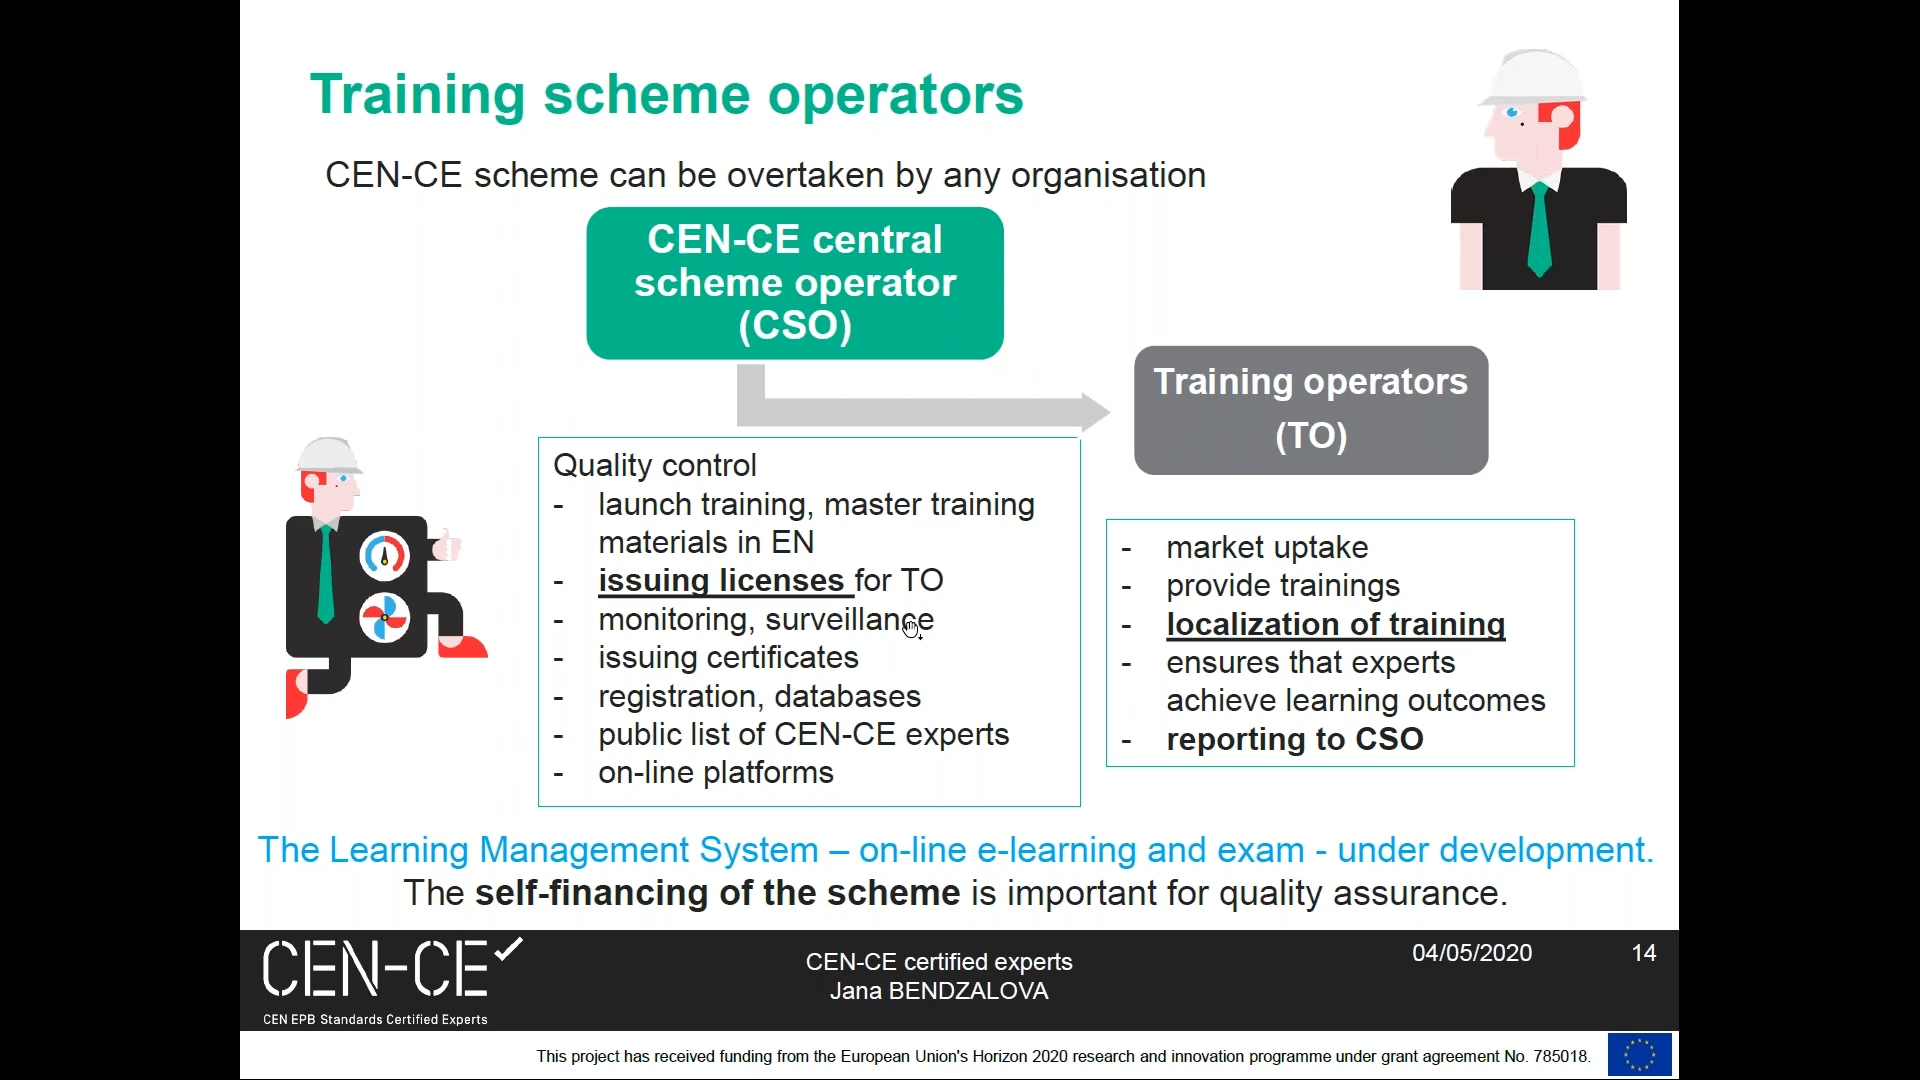 Training scheme operators
CEN-CE scheme can be overtaken by any organisation
CEN-CE central
scheme operator
(CSO)
Training operators
(TO)
Quality control
- launch training, master training
materials in EN
- issuing licenses for TO
- monitoring, surveillance
- issuing certificates
- registration, databases
- public list of CEN-CE experts
- on-line platforms
- market uptake
- provide trainings
- localization of training
- ensures that experts
achieve learning outcomes
- reporting to CSO
The Learning Management System – on-line e-learning and exam - under development.
The self-financing of the scheme is important for quality assurance.
CEN-CE
CEN EPB Standards Certified Experts
CEN-CE certified experts
Jana BENDZALOVA
04/05/2020
14
This project has received funding from the European Union's Horizon 2020 research and innovation programme under grant agreement No. 785018.